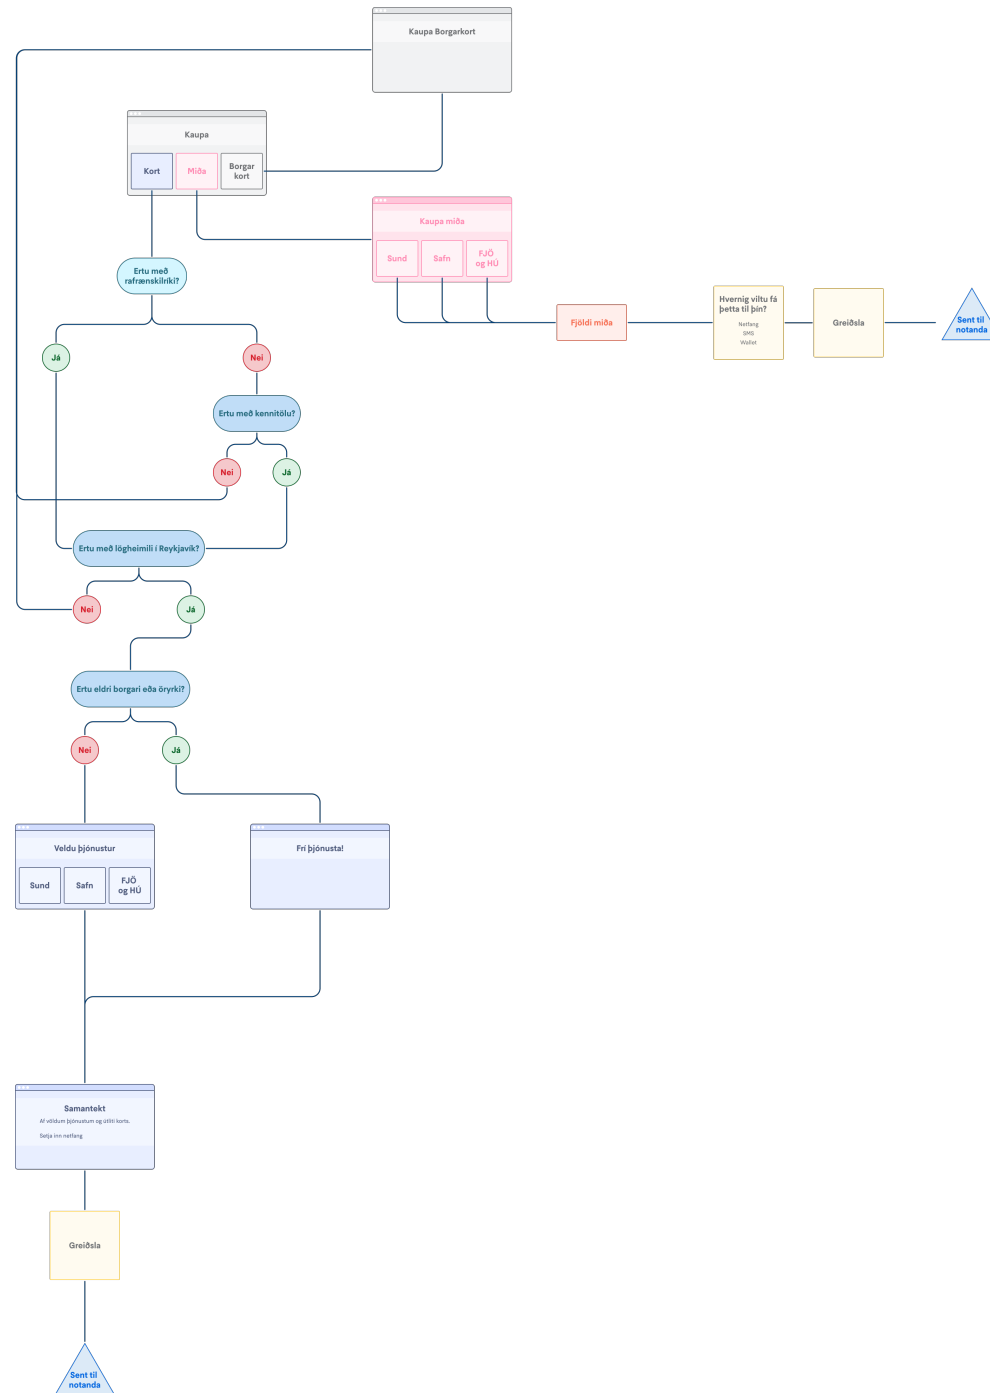 Kaupa Borgarkort
Kaupa
Kort
Miða
Borgar
kort
Kaupa miða
Sund
Safn
FJÖ
og HÚ
Ertu með
rafrænskilríki?
Fjöldi miða
Hvernig viltu fá
þetta til þín?
Netfang
SMS
Wallet
Greiðsla
Sent til
notanda
Já
Nei
Ertu með kennitölu?
Nei
Já
Ertu með lögheimili í Reykjavík?
Nei
Já
Ertu eldri borgari eða öryrki?
Nei
Já
Veldu þjónustur
Sund
Safn
FJÖ
og HÚ
Frí þjónusta!
Samantekt
Af völdum þjónustum og útliti korts.
Setja inn netfang
Greiðsla
Sent til
notanda